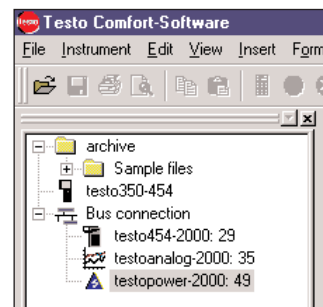 testo Testo Comfort-Software
File Instrument Edit View Insert Form
archive
Sample files
testo350-454
Bus connection
testo454-2000: 29
testoanalog-2000: 35
testopower-2000: 49